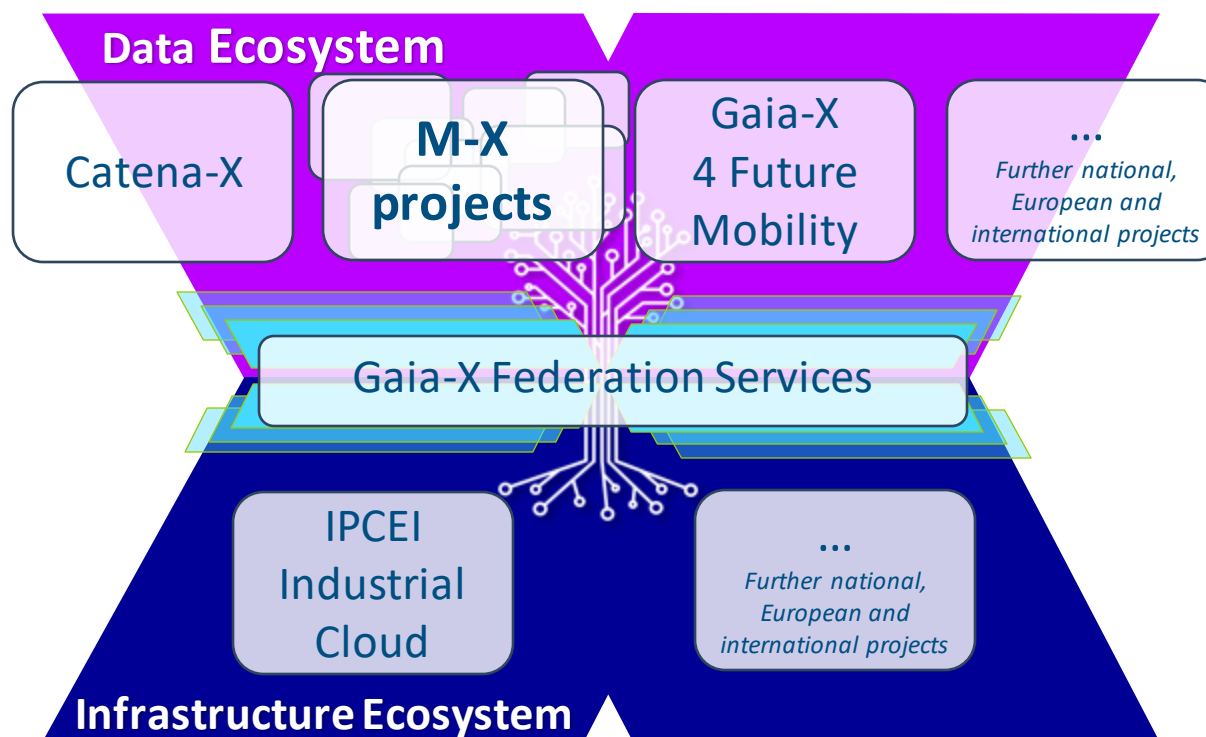 Data Ecosystem
Catena-X
M-X
projects
Gaia-X
4 Future
Mobility
...
Further national,
European and
international projects
Gaia-X Federation Services
IPCEI
Industrial
Cloud
...
Further national,
European and
international projects
Infrastructure Ecosystem